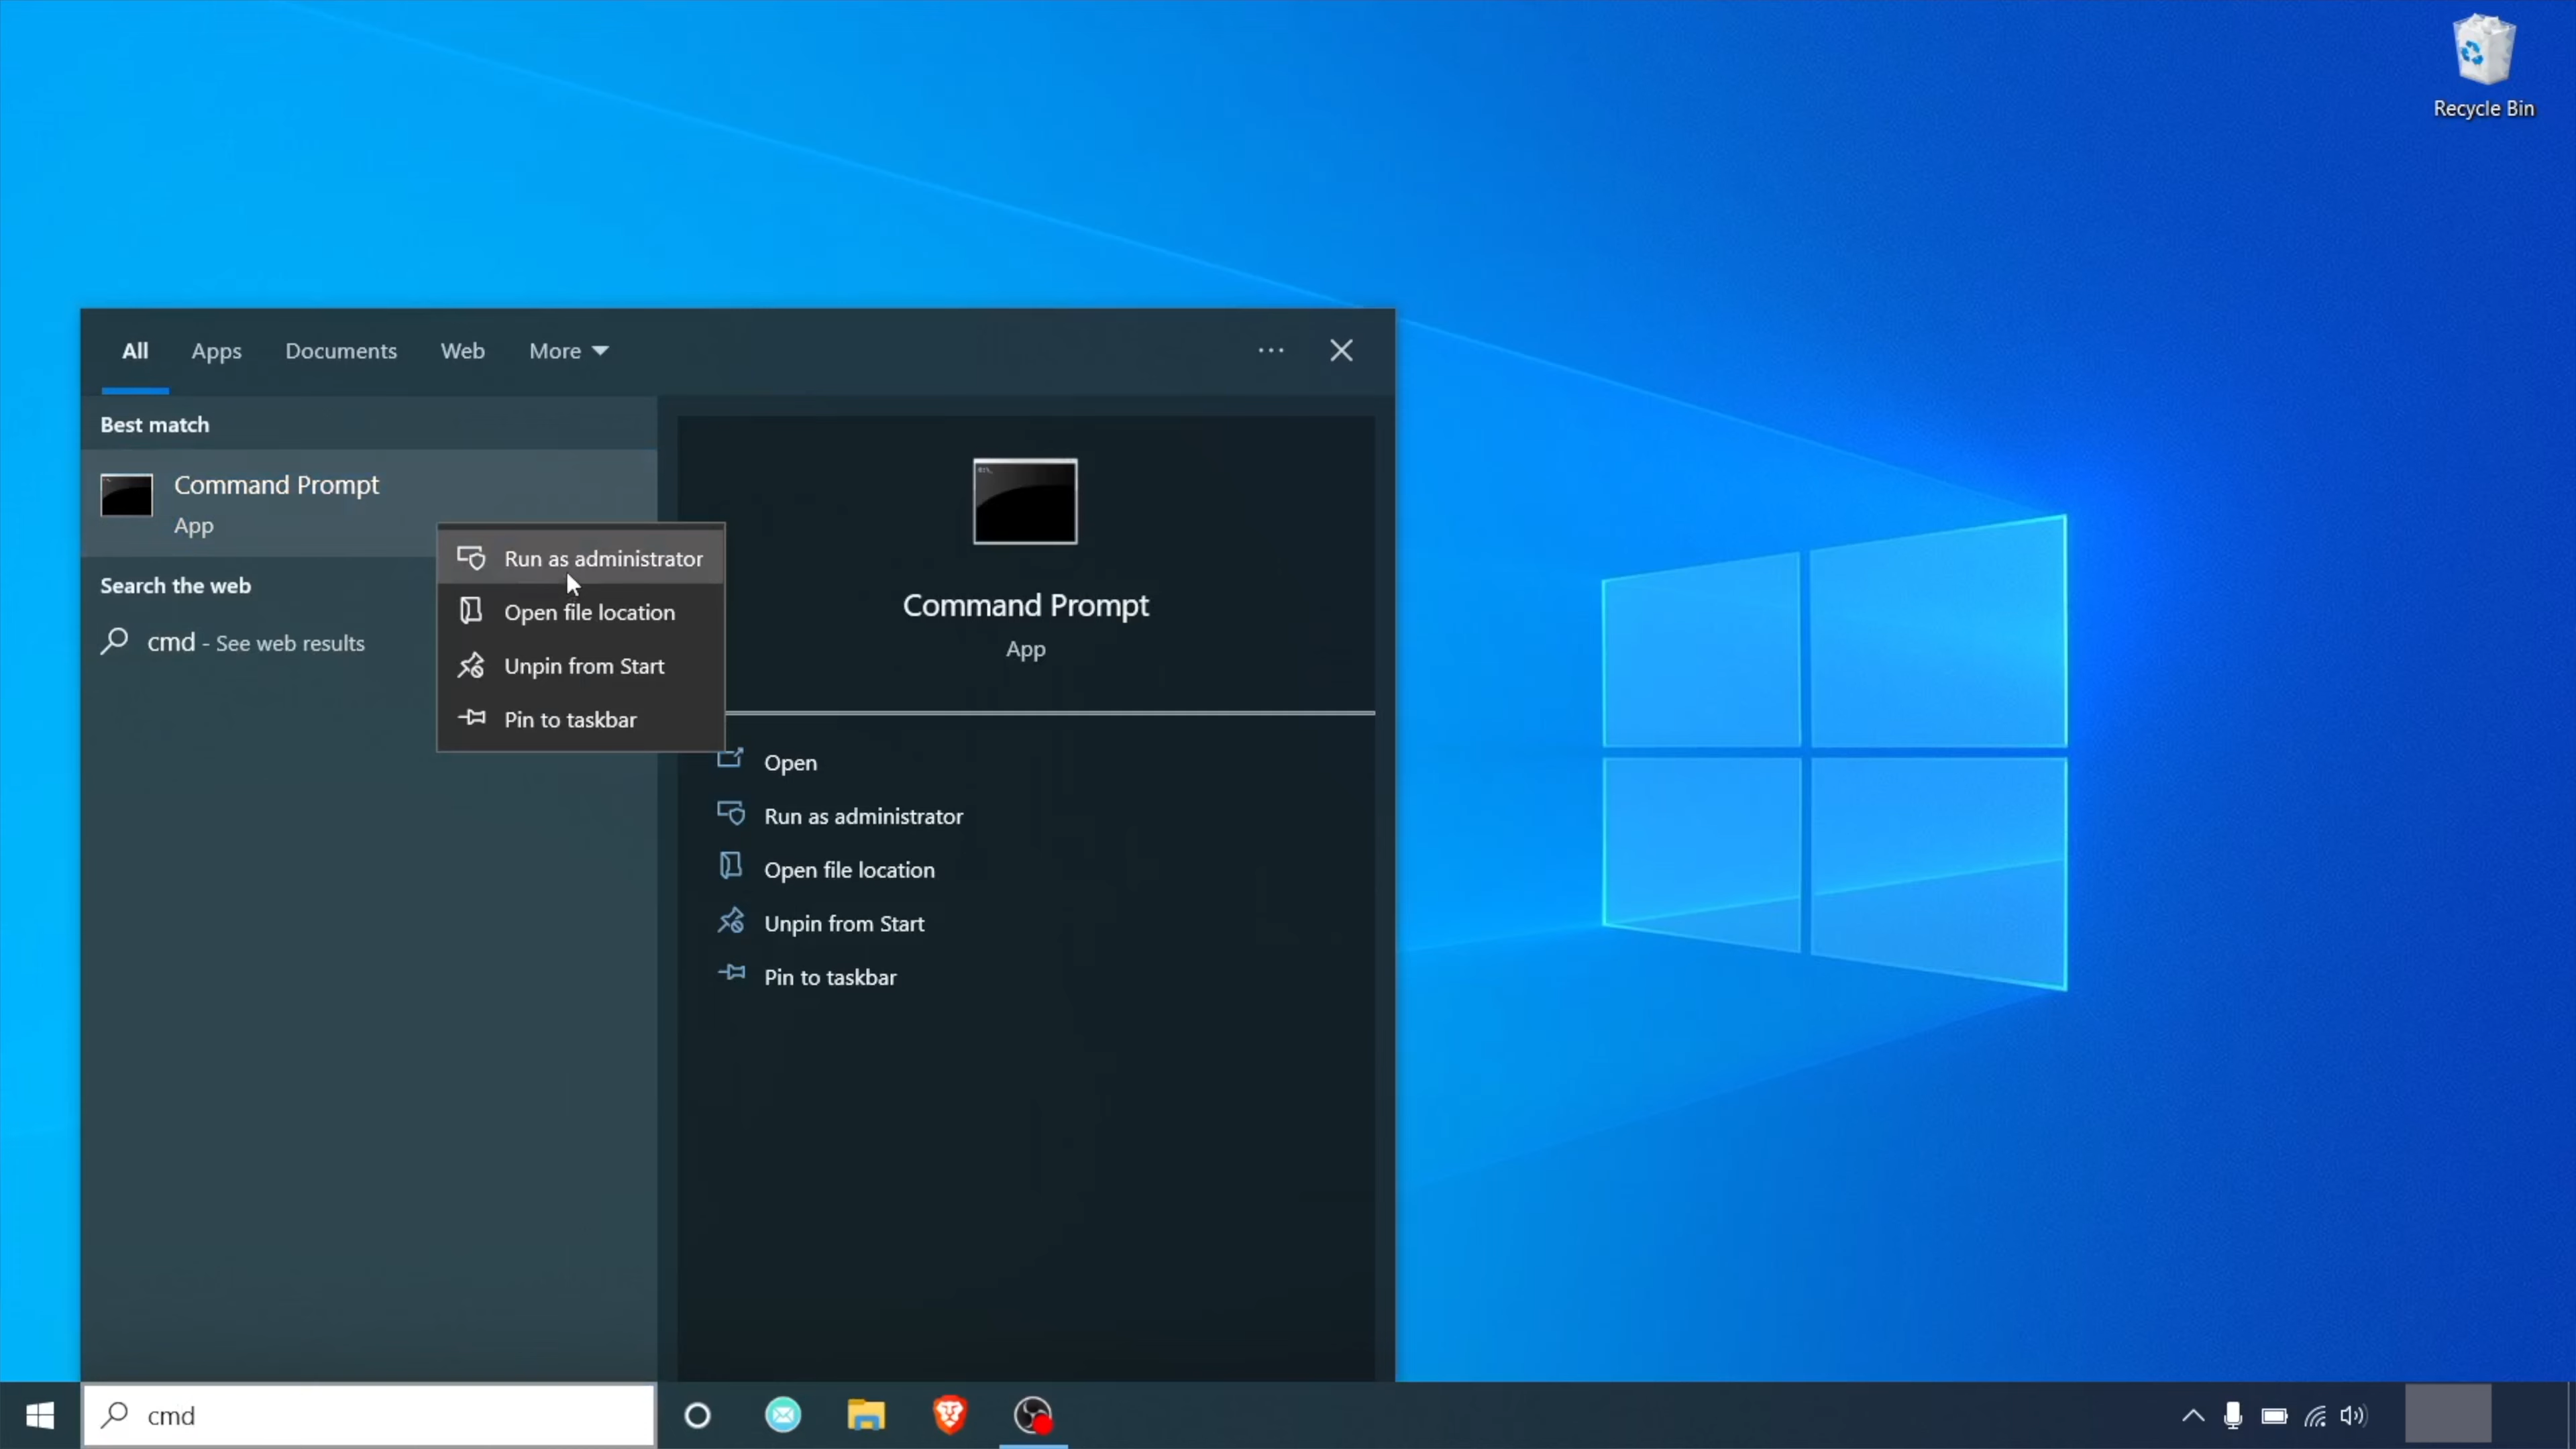 Recycle Bin
All Apps Documents Web More
Best match
Command Prompt
App
Search the web
cmd - See web results
Run as administrator
Open file location
Unpin from Start
Pin to taskbar
Command Prompt
App
Open
Run as administrator
Open file location
Unpin from Start
Pin to taskbar
cmd